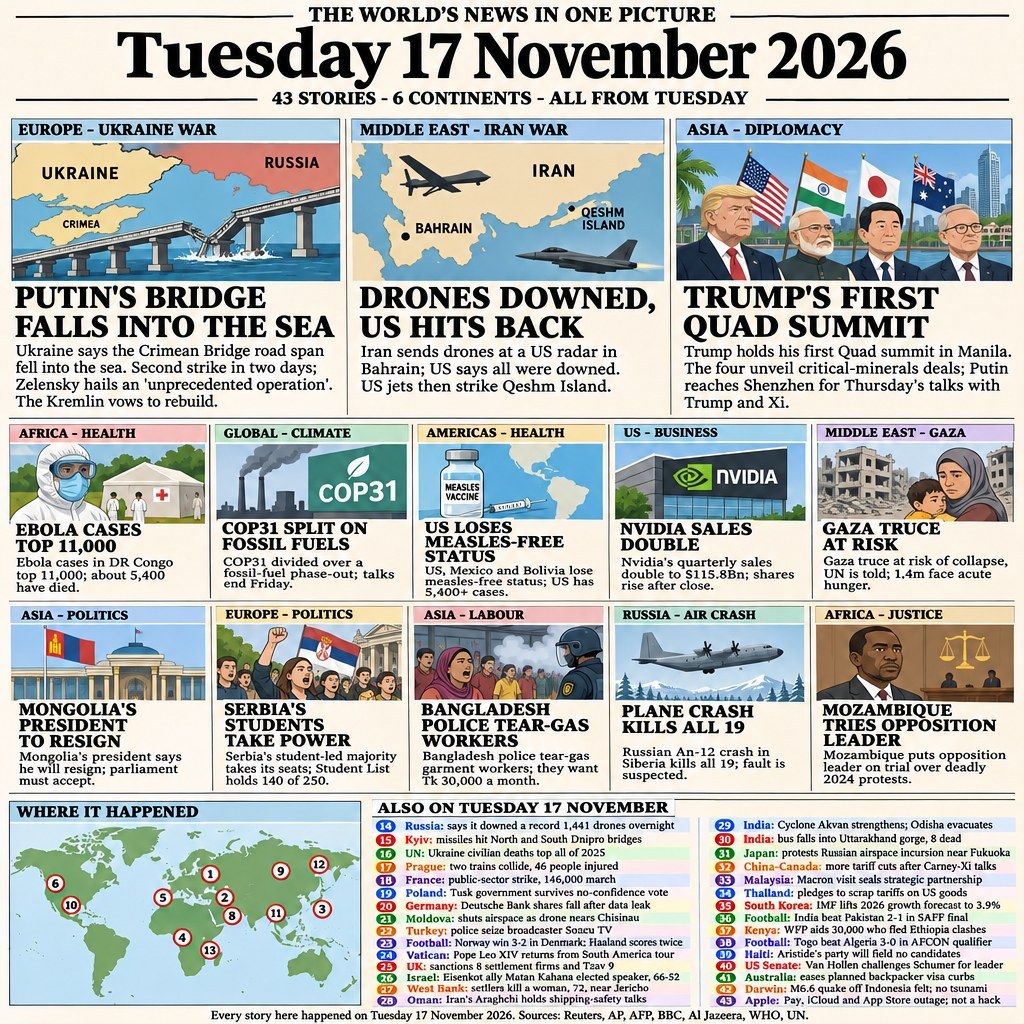 THE WORLD'S NEWS IN ONE PICTURE
Tuesday 17 November 2026
43 STORIES - 6 CONTINENTS - ALL FROM TUESDAY
EUROPE - UKRAINE WAR
UKRAINE
RUSSIA
CRIMEA
PUTIN'S BRIDGE
FALLS INTO THE SEA
Ukraine says the Crimean Bridge road span
fell into the sea. Second strike in two days;
Zelensky hails an 'unprecedented operation'.
The Kremlin vows to rebuild.
MIDDLE EAST - IRAN WAR
IRAN
BAHRAIN
QESHM
ISLAND
DRONES DOWNED,
US HITS BACK
Iran sends drones at a US radar in
Bahrain; US says all were downed.
US jets then strike Qeshm Island.
ASIA - DIPLOMACY
TRUMP'S FIRST
QUAD SUMMIT
Trump holds his first Quad summit in Manila.
The four unveil critical-minerals deals; Putin
reaches Shenzhen for Thursday's talks with
Trump and Xi.
AFRICA - HEALTH
EBOLA CASES
TOP 11,000
Ebola cases in DR Congo
top 11,000; about 5,400
have died.
GLOBAL - CLIMATE
COP31
COP31 SPLIT ON
FOSSIL FUELS
COP31 divided over a
fossil-fuel phase-out; talks
end Friday.
AMERICAS - HEALTH
MEASLES
VACCINE
US LOSES
MEASLES-FREE
STATUS
US, Mexico and Bolivia lose
measles-free status; US has
5,400+ cases.
US - BUSINESS
NVIDIA
NVIDIA SALES
DOUBLE
Nvidia's quarterly sales
double to $115.8Bn; shares
rise after close.
MIDDLE EAST - GAZA
GAZA TRUCE
AT RISK
Gaza truce at risk of collapse,
UN is told; 1.4m face acute
hunger.
ASIA - POLITICS
MONGOLIA'S
PRESIDENT
TO RESIGN
Mongolia's president says
he will resign; parliament
must accept.
EUROPE - POLITICS
SERBIA'S
STUDENTS
TAKE POWER
Serbia's student-led majority
takes its seats; Student List
holds 140 of 250.
ASIA - LABOUR
BANGLADESH
POLICE TEAR-GAS
WORKERS
Bangladesh police tear-gas
garment workers; they want
Tk 30,000 a month.
RUSSIA - AIR CRASH
PLANE CRASH
KILLS ALL 19
Russian An-12 crash in
Siberia kills all 19; fault is
suspected.
AFRICA - JUSTICE
MOZAMBIQUE
TRIES OPPOSITION
LEADER
Mozambique puts opposition
leader on trial over deadly
2024 protests.
WHERE IT HAPPENED
1
2
3
4
5
6
8
9
10
11
12
13
ALSO ON TUESDAY 17 NOVEMBER
14 Russia: says it downed a record 1,441 drones overnight
15 Kyiv: missiles hit North and South Dnipro bridges
16 UN: Ukraine civilian deaths top all of 2025
17 Prague: two trains collide, 46 people injured
18 France: public-sector strike, 146,000 march
19 Poland: Tusk government survives no-confidence vote
20 Germany: Deutsche Bank shares fall after data leak
21 Moldova: shuts airspace as drone nears Chisinau
22 Turkey: police seize broadcaster Sozcu TV
23 Football: Norway win 3-2 in Denmark; Haaland scores twice
24 Vatican: Pope Leo XIV returns from South America tour
25 UK: sanctions 8 settlement firms and Tzav 9
26 Israel: Eisenkot ally Matan Kahana elected speaker, 66-52
27 West Bank: settlers kill a woman, 72, near Jericho
28 Oman: Iran's Araghchi holds shipping-safety talks
29 India: Cyclone Akvan strengthens; Odisha evacuates
30 India: bus falls into Uttarakhand gorge, 8 dead
31 Japan: protests Russian airspace incursion near Fukuoka
32 China-Canada: more tariff cuts after Carney-Xi talks
33 Malaysia: Macron visit seals strategic partnership
34 Thailand: pledges to scrap tariffs on US goods
35 South Korea: IMF lifts 2026 growth forecast to 3.9%
36 Football: India beat Pakistan 2-1 in SAFF final
37 Kenya: WFP aids 30,000 who fled Ethiopia clashes
38 Football: Togo beat Algeria 3-0 in AFCON qualifier
39 Haiti: Aristide's party will field no candidates
40 US Senate: Van Hollen challenges Schumer for leader
41 Australia: eases planned backpacker visa curbs
42 Darwin: M6.6 quake off Indonesia felt; no tsunami
43 Apple: Pay, iCloud and App Store outage; not a hack
Every story here happened on Tuesday 17 November 2026. Sources: Reuters, AP, AFP, BBC, Al Jazeera, WHO, UN.